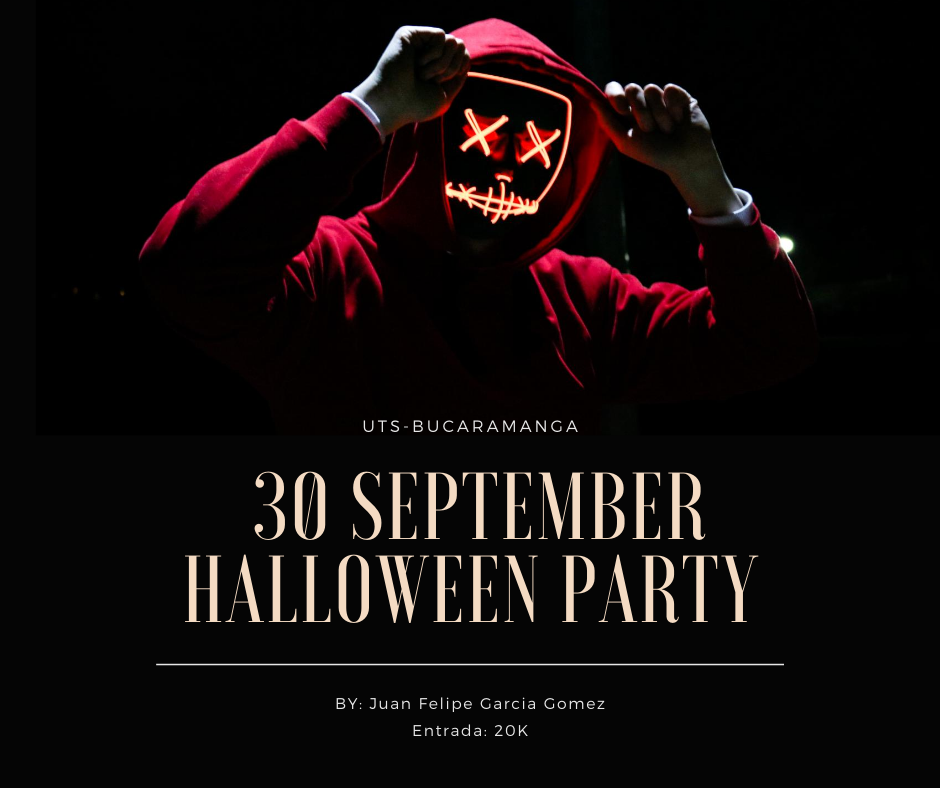 UTS-BUCARAMANGA
30 SEPTEMBER
HALLOWEEN PARTY
BY: Juan Felipe Garcia Gomez
Entrada: 20K